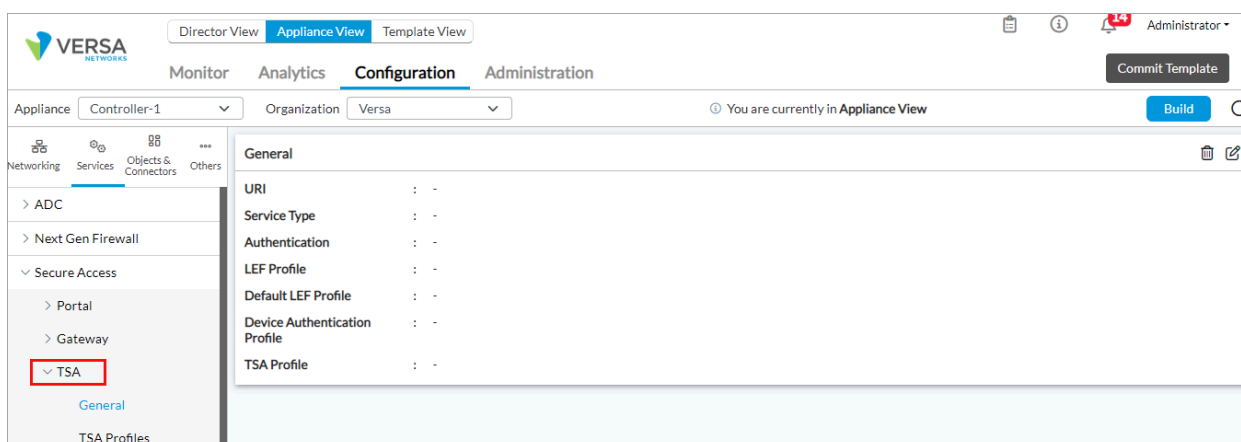 VERSA
NETWORKS
Director View Appliance View Template View
14
Administrator
Monitor Analytics Configuration Administration
Commit Template
Appliance Controller-1 Organization Versa You are currently in Appliance View Build
Networking Services Objects & Connectors Others
General
URI : -
ADC
Service Type : -
Next Gen Firewall
Authentication : -
Secure Access
LEF Profile : -
Default LEF Profile : -
Portal
Device Authentication Profile : -
Gateway
TSA Profile : -
TSA
General
TSA Profiles